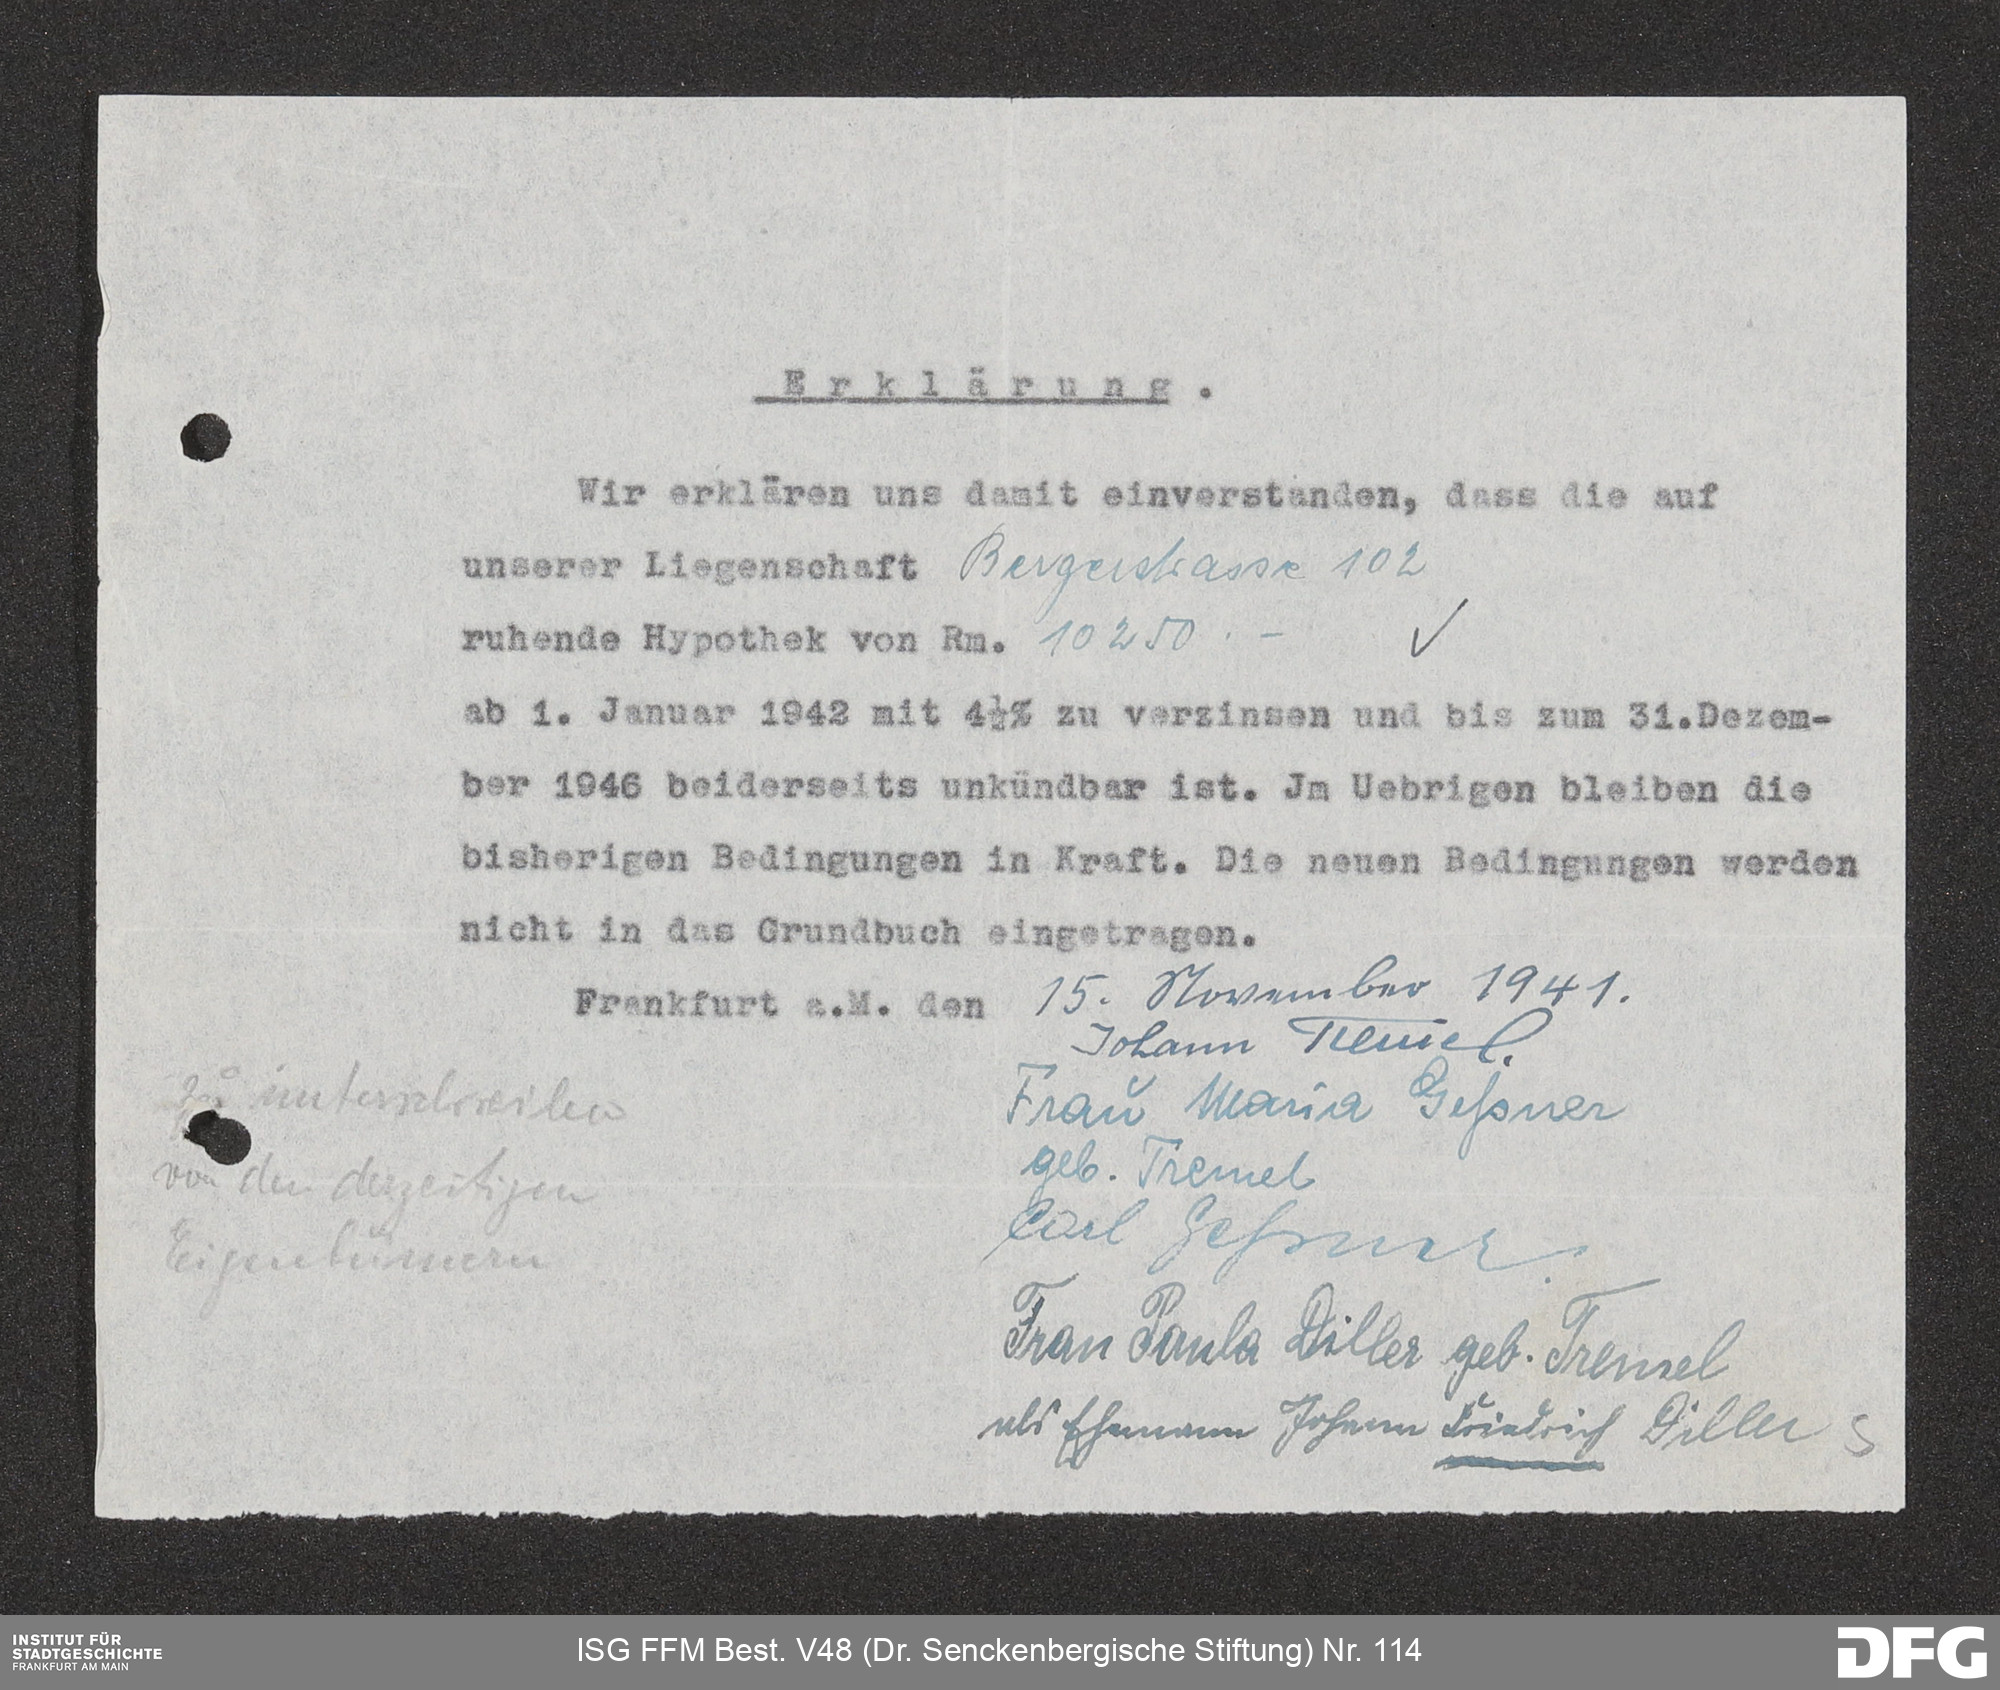 Erklärung.
Wir erklären uns damit einverstanden, dass die auf
unserer Liegenschaft Bergerstrasse 102
ruhende Hypothek von Rm. 10250.-
ab 1. Januar 1942 mit 4½% zu verzinsen und bis zum 31.Dezem-
ber 1946 beiderseits unkündbar ist. Jm Uebrigen bleiben die
bisherigen Bedingungen in Kraft. Die neuen Bedingungen werden
nicht in das Grundbuch eingetragen.
Frankfurt a.M. den 15. November 1941.
Johann Tremel.
Frau Maria Geßner
geb. Tremel
Carl Geßner.
Frau Paula Diller geb. Tremel
als Ehemann Johann Friedrich Diller
zu unterschreiben
von den derzeitigen
Eigentümern
INSTITUT FÜR
STADTGESCHICHTE
FRANKFURT AM MAIN
ISG FFM Best. V48 (Dr. Senckenbergische Stiftung) Nr. 114
DFG